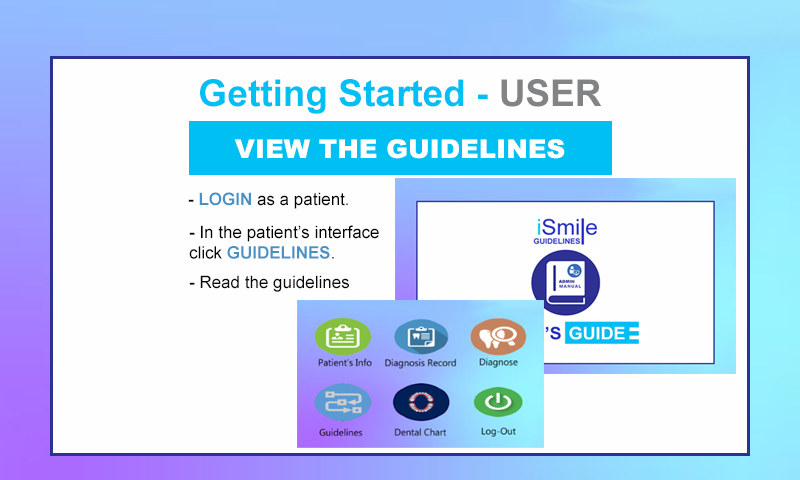 Getting Started - USER
VIEW THE GUIDELINES
- LOGIN as a patient.
- In the patient's interface
click GUIDELINES.
- Read the guidelines
iSmile
GUIDELINES
ADMIN
MANUAL
'S GUIDE
Patient's Info
Diagnosis Record
Diagnose
Guidelines
Dental Chart
Log-Out